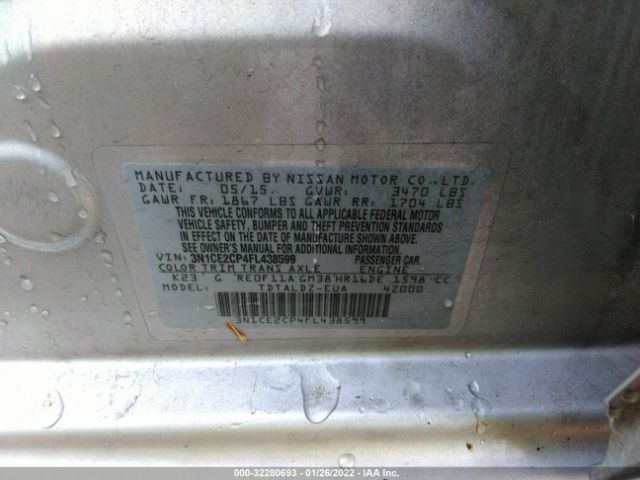 MANUFACTURED BY NISSAN MOTOR CO.,LTD.
DATE: 05/15 GVWR: 3470 LBS
GAWR FR: 1867 LBS GAWR RR: 1704 LBS
THIS VEHICLE CONFORMS TO ALL APPLICABLE FEDERAL MOTOR
VEHICLE SAFETY, BUMPER AND THEFT PREVENTION STANDARDS
IN EFFECT ON THE DATE OF MANUFACTURE SHOWN ABOVE.
SEE OWNER'S MANUAL FOR ADDITIONAL INFORMATION.
VIN: 3N1CE2CP4FL438599 PASSENGER CAR.
COLOR TRIM TRANS AXLE ENGINE
K23 G RE0F11A GM38 HR16DE 1598 CC
TDTALDZ-EUA 42000
3N1CE2CP4FL438599
000-32280693 - 01/26/2022 - IAA Inc.